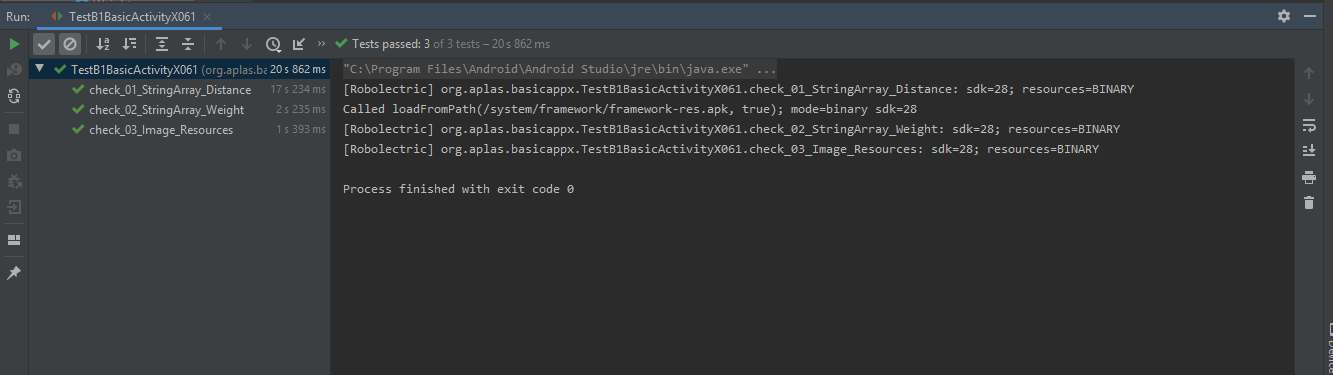 Run: TestB1BasicActivityX061
Tests passed: 3 of 3 tests – 20 s 862 ms
TestB1BasicActivityX061 (org.aplas.ba 20 s 862 ms
check_01_StringArray_Distance 17 s 234 ms
check_02_StringArray_Weight 2 s 235 ms
check_03_Image_Resources 1 s 393 ms
"C:\Program Files\Android\Android Studio\jre\bin\java.exe" ...
[Robolectric] org.aplas.basicappx.TestB1BasicActivityX061.check_01_StringArray_Distance: sdk=28; resources=BINARY
Called loadFromPath(/system/framework/framework-res.apk, true); mode=binary sdk=28
[Robolectric] org.aplas.basicappx.TestB1BasicActivityX061.check_02_StringArray_Weight: sdk=28; resources=BINARY
[Robolectric] org.aplas.basicappx.TestB1BasicActivityX061.check_03_Image_Resources: sdk=28; resources=BINARY
Process finished with exit code 0